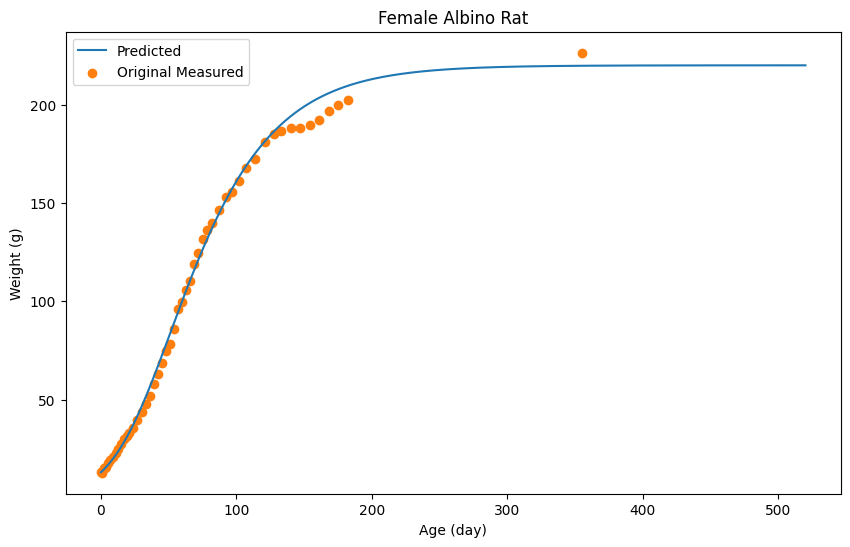 Female Albino Rat
Predicted
Original Measured
200
150
100
50
Weight (g)
0
100
200
300
400
500
Age (day)